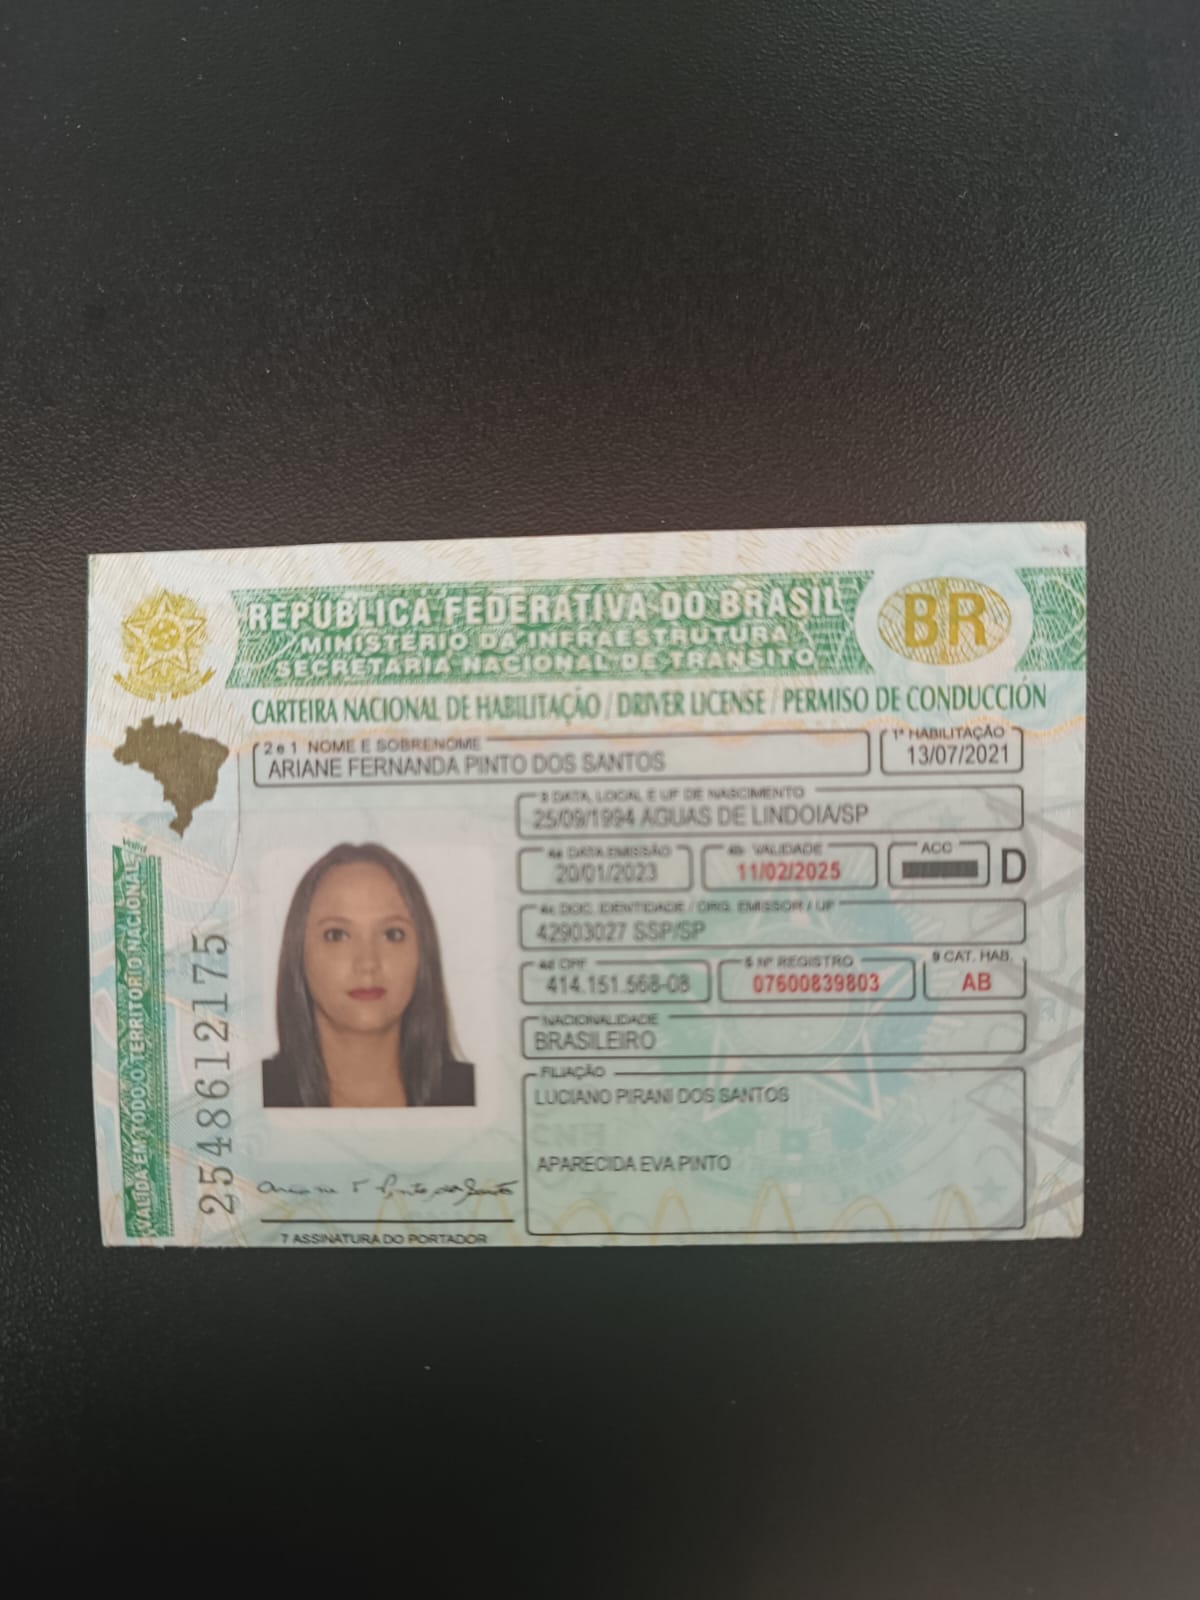 REPÚBLICA FEDERATIVA DO BRASIL
MINISTÉRIO DA INFRAESTRUTURA
SECRETARIA NACIONAL DE TRÂNSITO
BR
CARTEIRA NACIONAL DE HABILITAÇÃO / DRIVER LICENSE / PERMISO DE CONDUCCIÓN
2 e 1 NOME E SOBRENOME
ARIANE FERNANDA PINTO DOS SANTOS
1ª HABILITAÇÃO
13/07/2021
3 DATA, LOCAL E UF DE NASCIMENTO
25/09/1994 AGUAS DE LINDOIA/SP
4a DATA EMISSÃO
20/01/2023
4b VALIDADE
11/02/2025
ACC
D
4c DOC. IDENTIDADE / ORG. EMISSOR / UF
42903027 SSP/SP
4d CPF
414.151.568-08
5 Nº REGISTRO
07600839803
9 CAT. HAB.
AB
NACIONALIDADE
BRASILEIRO
FILIAÇÃO
LUCIANO PIRANI DOS SANTOS
CNH
APARECIDA EVA PINTO
7 ASSINATURA DO PORTADOR
VÁLIDA EM TODO O TERRITÓRIO NACIONAL
2548612175